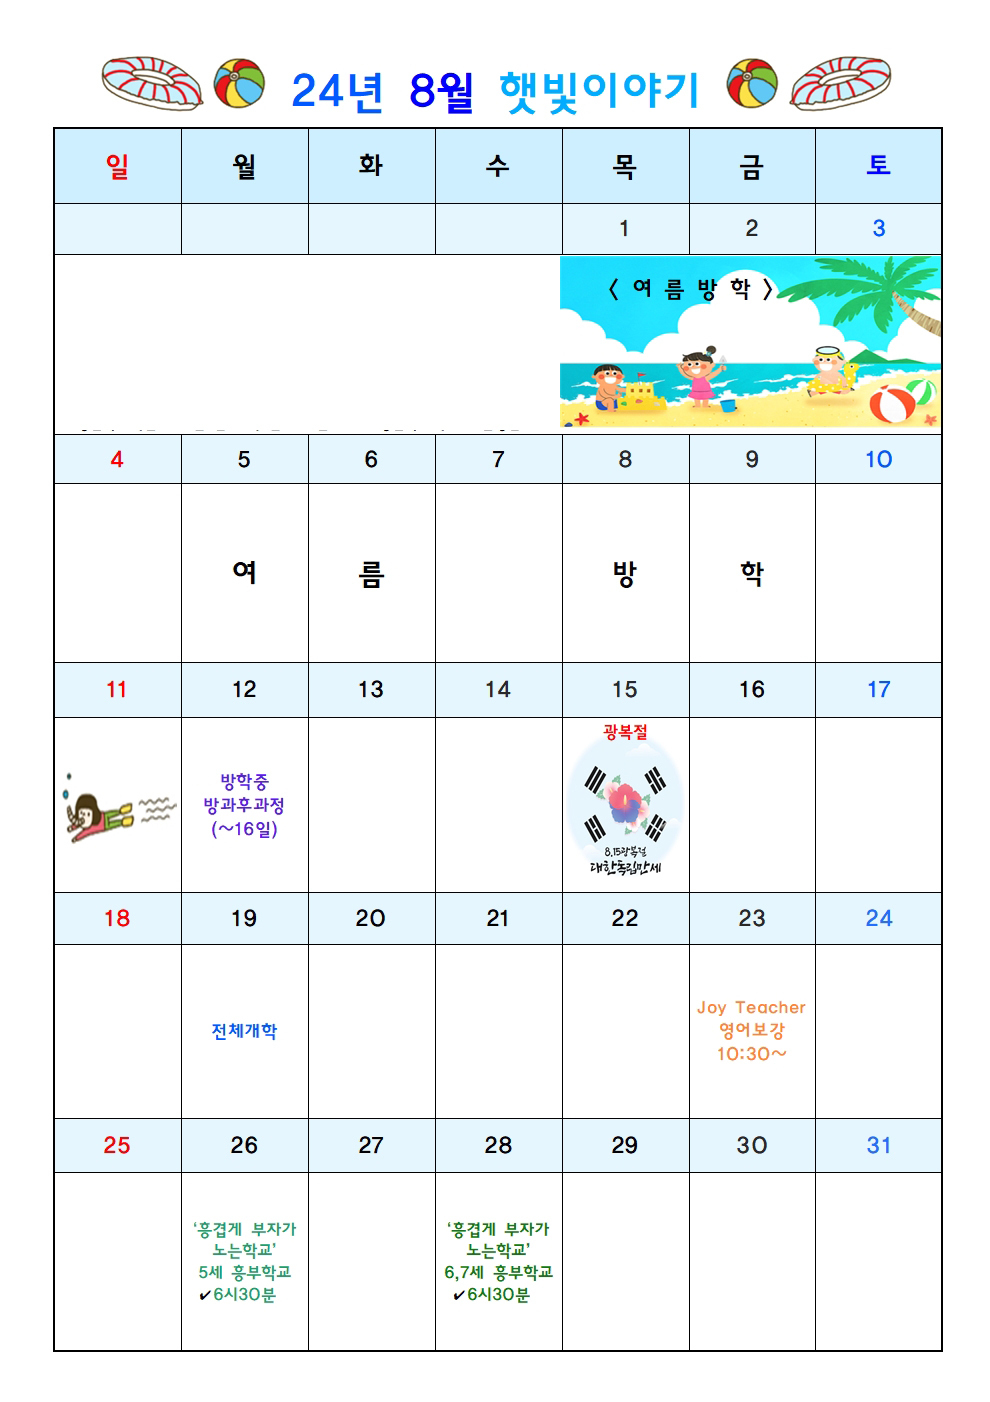 24년 8월 햇빛이야기
일 월 화 수 목 금 토
1 2 3
< 여 름 방 학 >
4 5 6 7 8 9 10
여 름 방 학
11 12 13 14 15 16 17
방학중
방과후과정
(~16일)
광복절
8.15광복절
대한독립만세
18 19 20 21 22 23 24
전체개학
Joy Teacher
영어보강
10:30~
25 26 27 28 29 30 31
‘흥겹게 부자가
노는학교’
5세 흥부학교
✔6시30분
‘흥겹게 부자가
노는학교’
6,7세 흥부학교
✔6시30분